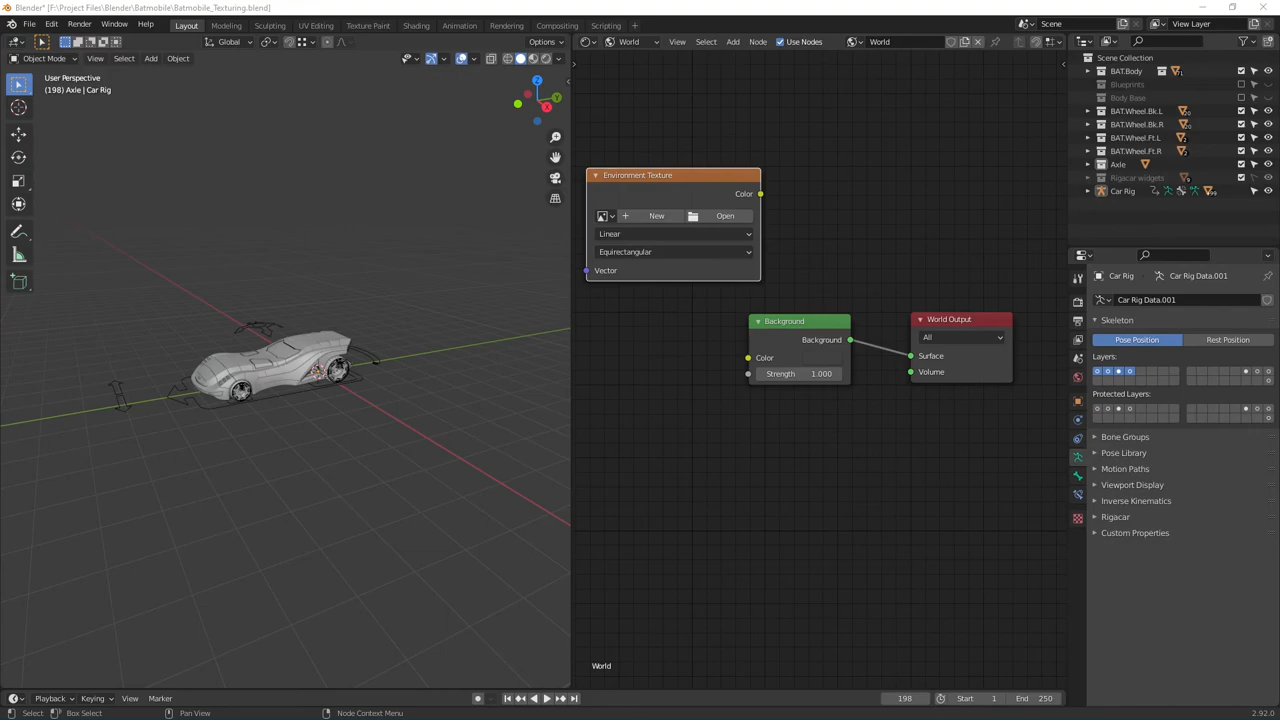 Blender* [F:\Project Files\Blender\Batmobile\Batmobile_Texturing.blend]
File Edit Render Window Help Layout Modeling Sculpting UV Editing Texture Paint Shading Animation Rendering Compositing Scripting Scene View Layer
Global Options World View Select Add Node Use Nodes World
Object Mode View Select Add Object
User Perspective
(198) Axle | Car Rig
Z
Y
X
Environment Texture
Color
New Open
Linear
Equirectangular
Vector
Background
Background
Color
Strength 1.000
World Output
All
Surface
Volume
World
Scene Collection
BAT.Body 71
Blueprints
Body Base
BAT.Wheel.Bk.L 20
BAT.Wheel.Bk.R 20
BAT.Wheel.Ft.L 2
BAT.Wheel.Ft.R 2
Axle
Rigacar widgets 9
Car Rig 99
Car Rig Car Rig Data.001
Car Rig Data.001
Skeleton
Pose Position Rest Position
Layers:
Protected Layers:
Bone Groups
Pose Library
Motion Paths
Viewport Display
Inverse Kinematics
Rigacar
Custom Properties
Playback Keying View Marker 198 Start 1 End 250
Select Box Select Pan View Node Context Menu 2.92.0